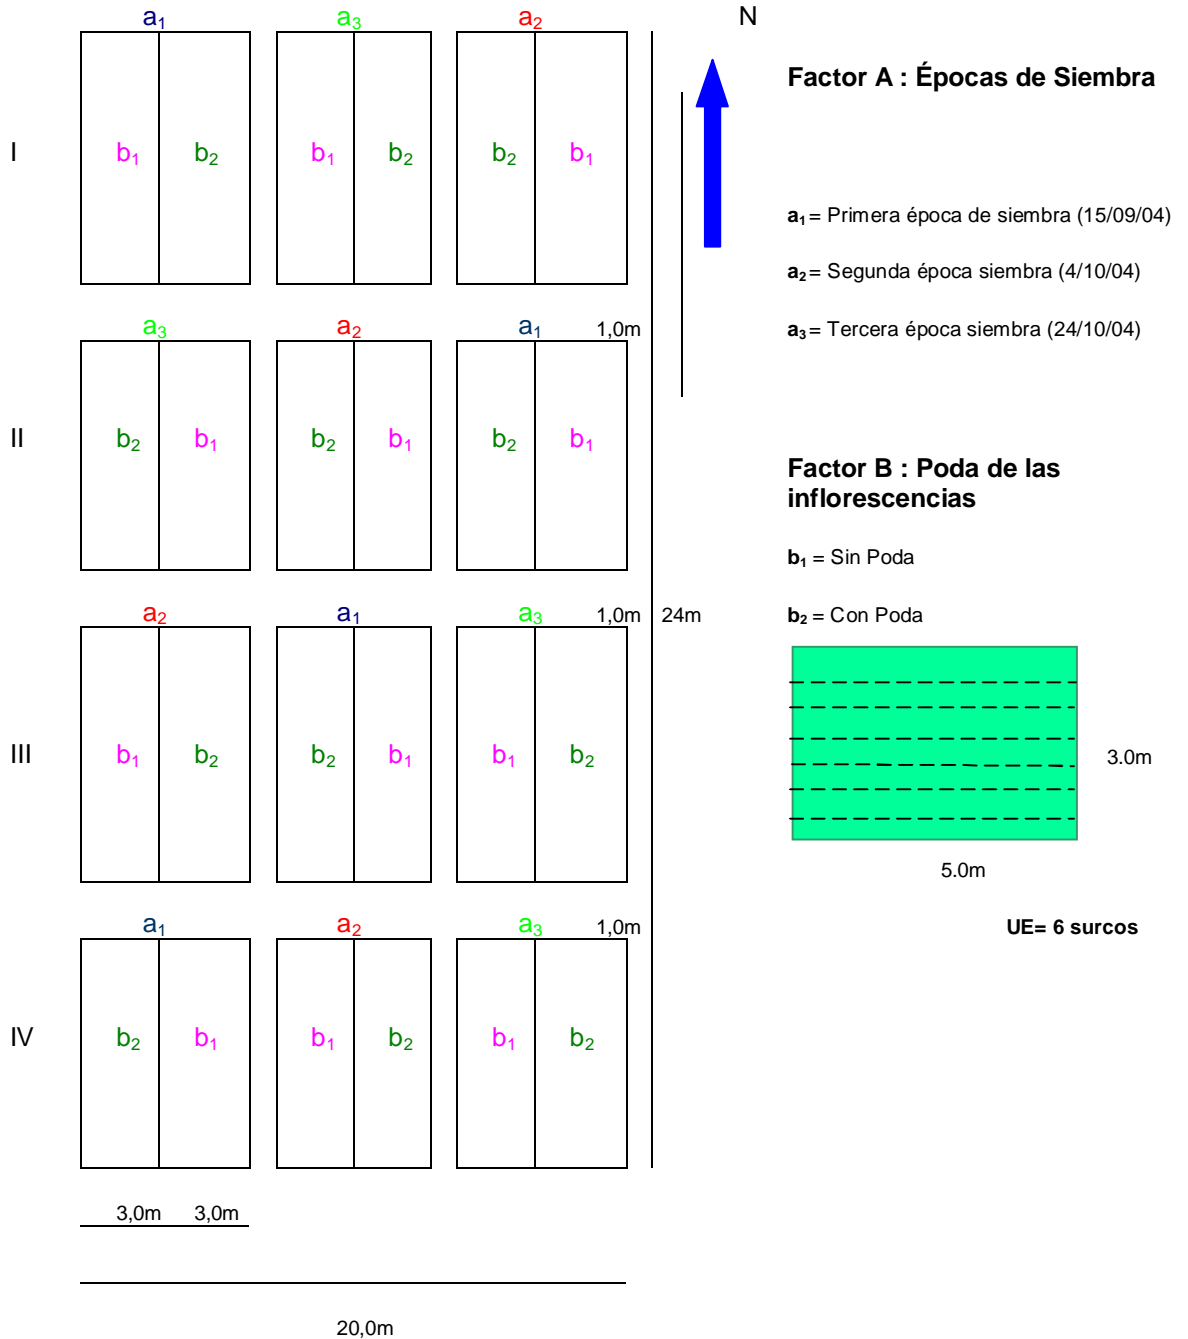 a₁ a₃ a₂ N
Factor A : Épocas de Siembra
I b₁ b₂ b₁ b₂ b₂ b₁
a₁ = Primera época de siembra (15/09/04)
a₂ = Segunda época siembra (4/10/04)
a₃ a₂ a₁ 1,0m
a₃ = Tercera época siembra (24/10/04)
II b₂ b₁ b₂ b₁ b₂ b₁
Factor B : Poda de las
inflorescencias
b₁ = Sin Poda
a₂ a₁ a₃ 1,0m 24m
b₂ = Con Poda
III b₁ b₂ b₂ b₁ b₁ b₂
3.0m
5.0m
a₁ a₂ a₃ 1,0m
UE= 6 surcos
IV b₂ b₁ b₁ b₂ b₁ b₂
3,0m 3,0m
20,0m